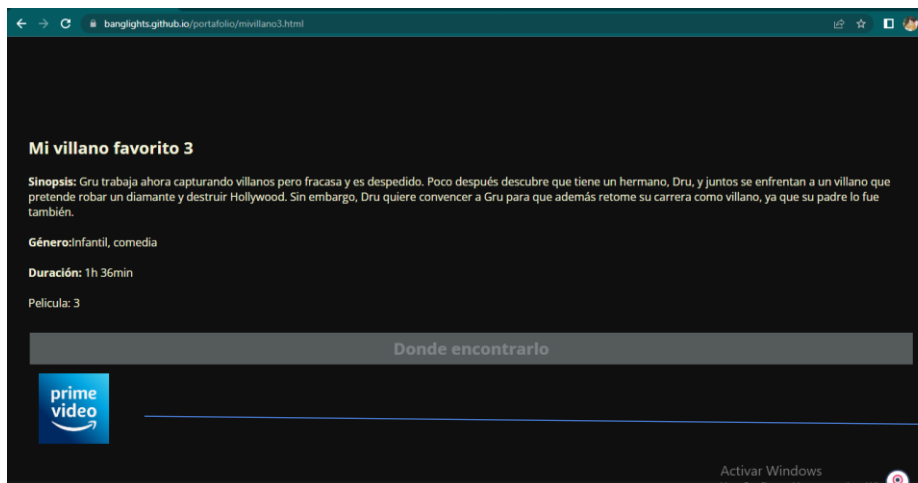 banglights.github.io/portafolio/mivillano3.html
Mi villano favorito 3
Sinopsis: Gru trabaja ahora capturando villanos pero fracasa y es despedido. Poco después descubre que tiene un hermano, Dru, y juntos se enfrentan a un villano que
pretende robar un diamante y destruir Hollywood. Sin embargo, Dru quiere convencer a Gru para que además retome su carrera como villano, ya que su padre lo fue
también.
Género:Infantil, comedia
Duración: 1h 36min
Pelicula: 3
Donde encontrarlo
prime
video
Activar Windows